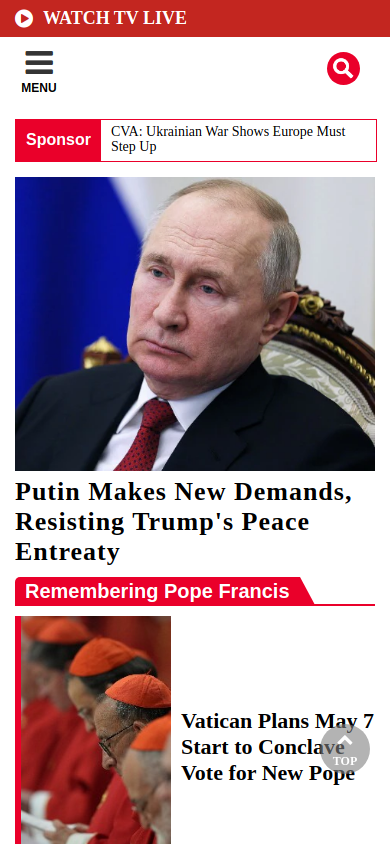 WATCH TV LIVE
MENU
Sponsor
CVA: Ukrainian War Shows Europe Must
Step Up
Putin Makes New Demands,
Resisting Trump's Peace
Entreaty
Remembering Pope Francis
Vatican Plans May 7
Start to Conclave
Vote for New Pope
TOP